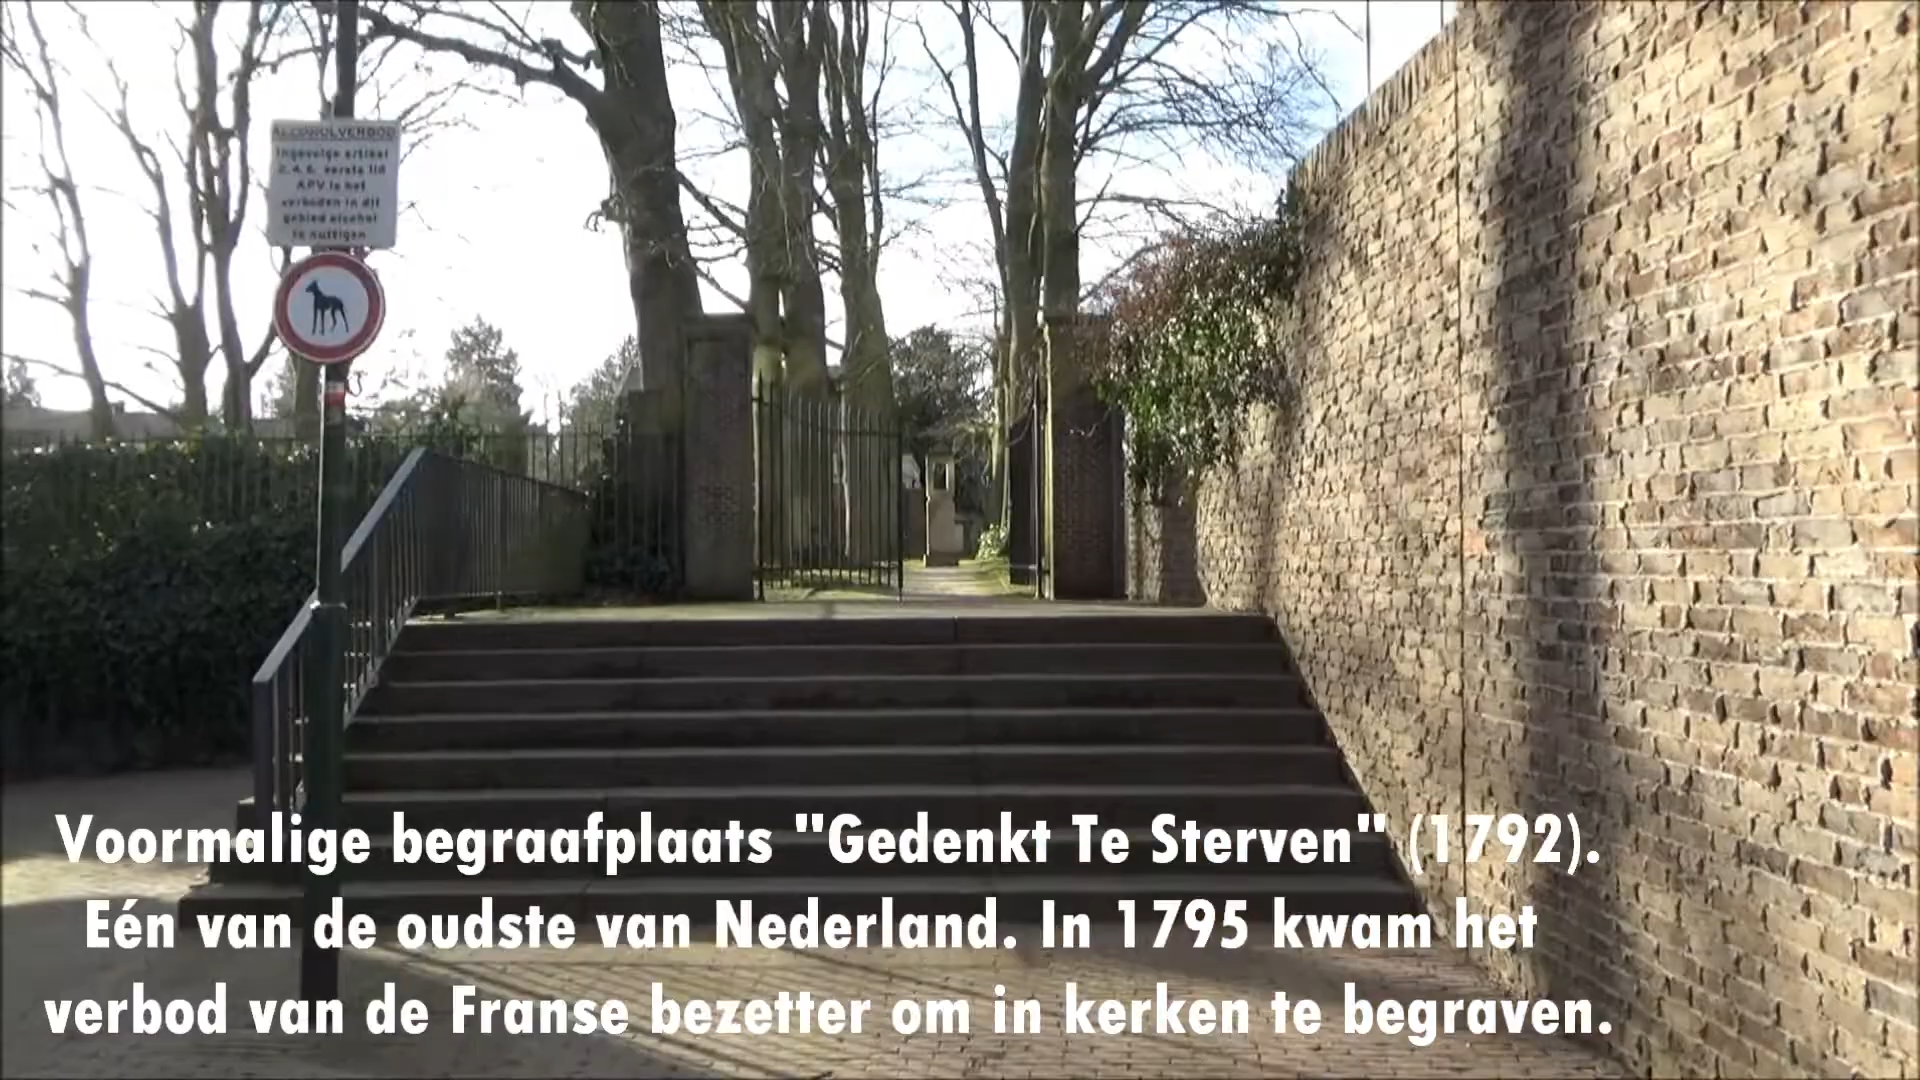 ALCOHOLVERBOD
Ingevolge artikel
2.4.6. eerste lid
APV is het
verboden in dit
gebied alcohol
te nuttigen
Voormalige begraafplaats "Gedenkt Te Sterven" (1792).
Eén van de oudste van Nederland. In 1795 kwam het
verbod van de Franse bezetter om in kerken te begraven.